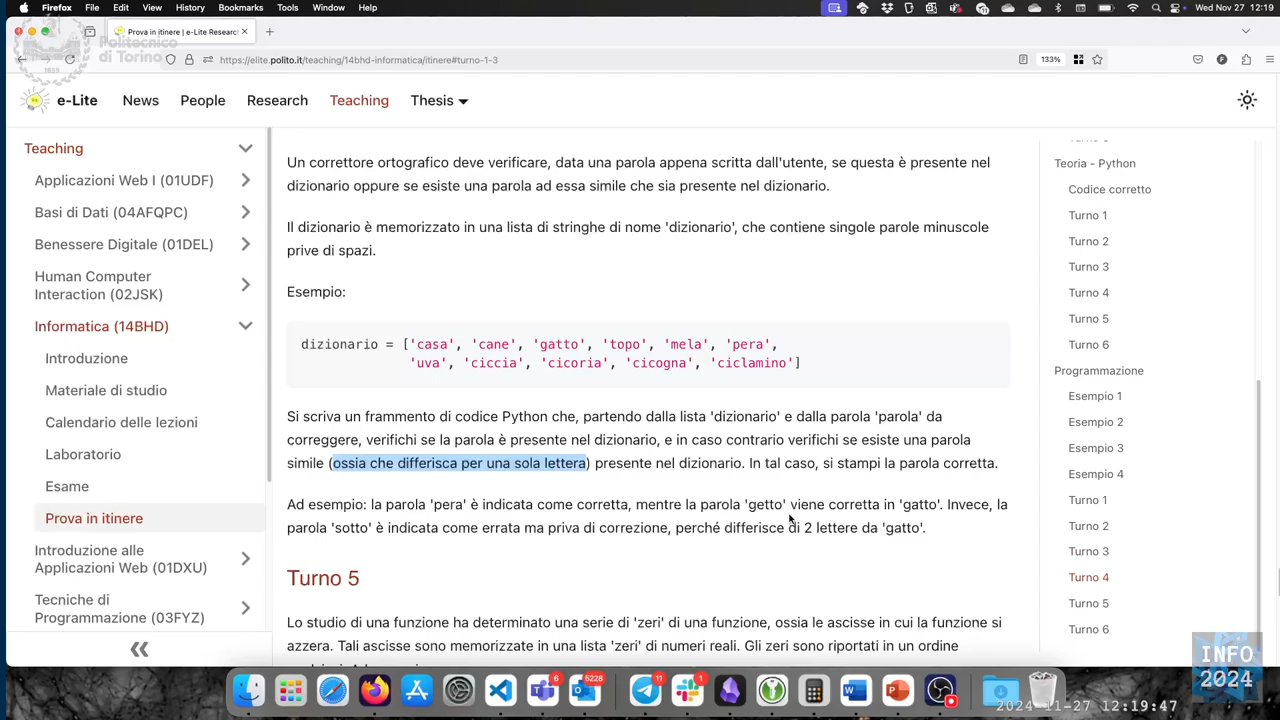 Firefox File Edit View History Bookmarks Tools Window Help Wed Nov 27 12:19
Politecnico
di Torino
Prova in itinere | e-Lite Researc
https://elite.polito.it/teaching/14bhd-informatica/itinere#turno-1-3 133%
e-Lite News People Research Teaching Thesis
Teaching
Applicazioni Web I (01UDF)
Basi di Dati (04AFQPC)
Benessere Digitale (01DEL)
Human Computer
Interaction (02JSK)
Informatica (14BHD)
Introduzione
Materiale di studio
Calendario delle lezioni
Laboratorio
Esame
Prova in itinere
Introduzione alle
Applicazioni Web (01DXU)
Tecniche di
Programmazione (03FYZ)
Un correttore ortografico deve verificare, data una parola appena scritta dall'utente, se questa è presente nel
dizionario oppure se esiste una parola ad essa simile che sia presente nel dizionario.
Il dizionario è memorizzato in una lista di stringhe di nome 'dizionario', che contiene singole parole minuscole
prive di spazi.
Esempio:
dizionario = ['casa', 'cane', 'gatto', 'topo', 'mela', 'pera',
'uva', 'ciccia', 'cicoria', 'cicogna', 'ciclamino']
Si scriva un frammento di codice Python che, partendo dalla lista 'dizionario' e dalla parola 'parola' da
correggere, verifichi se la parola è presente nel dizionario, e in caso contrario verifichi se esiste una parola
simile (ossia che differisca per una sola lettera) presente nel dizionario. In tal caso, si stampi la parola corretta.
Ad esempio: la parola 'pera' è indicata come corretta, mentre la parola 'getto' viene corretta in 'gatto'. Invece, la
parola 'sotto' è indicata come errata ma priva di correzione, perché differisce di 2 lettere da 'gatto'.
Turno 5
Lo studio di una funzione ha determinato una serie di 'zeri' di una funzione, ossia le ascisse in cui la funzione si
azzera. Tali ascisse sono memorizzate in una lista 'zeri' di numeri reali. Gli zeri sono riportati in un ordine
Teoria - Python
Codice corretto
Turno 1
Turno 2
Turno 3
Turno 4
Turno 5
Turno 6
Programmazione
Esempio 1
Esempio 2
Esempio 3
Esempio 4
Turno 1
Turno 2
Turno 3
Turno 4
Turno 5
Turno 6
INFO
2024
6
5228
11
1
2024-11-27 12:19:47